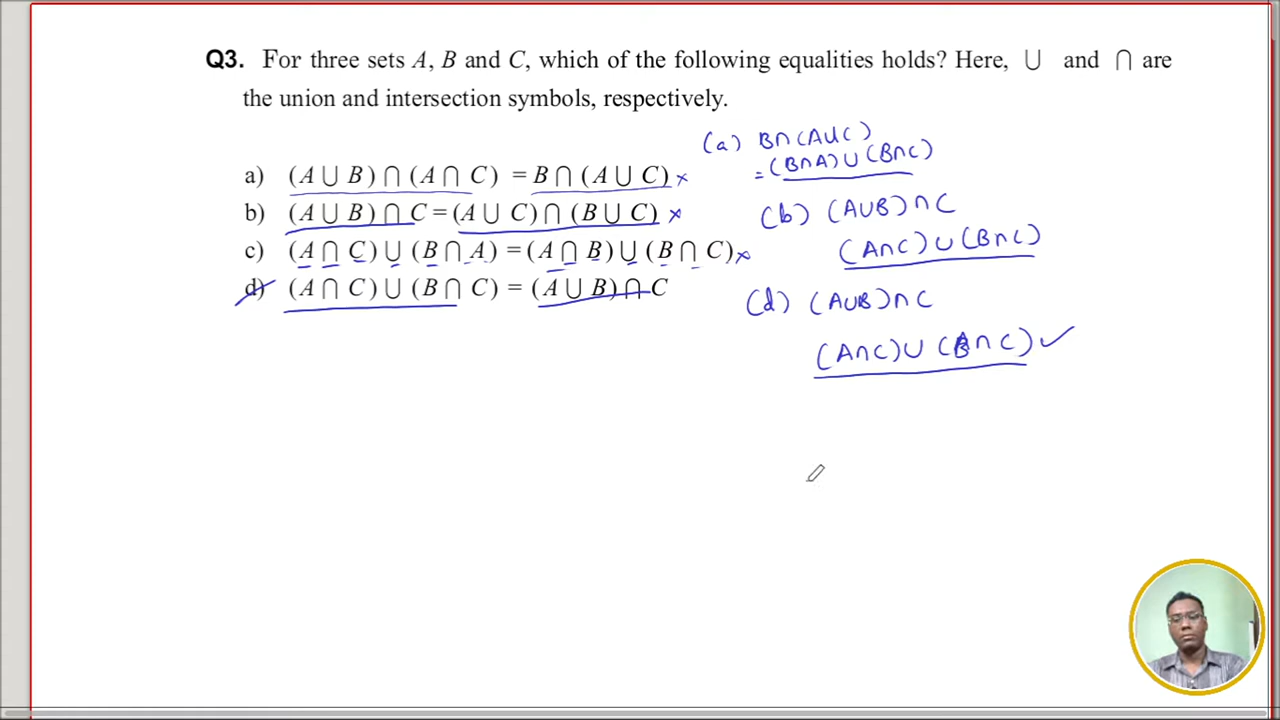 Q3. For three sets A, B and C, which of the following equalities holds? Here, ∪ and ∩ are
the union and intersection symbols, respectively.
a) (A ∪ B) ∩ (A ∩ C) = B ∩ (A ∪ C) ×
b) (A ∪ B) ∩ C = (A ∪ C) ∩ (B ∪ C) ×
c) (A ∩ C) ∪ (B ∩ A) = (A ∩ B) ∪ (B ∩ C) ×
d) (A ∩ C) ∪ (B ∩ C) = (A ∪ B) ∩ C
(a) B∩(A∪C)
= (B∩A)∪(B∩C)
(b) (A∪B)∩C
(A∩C)∪(B∩C)
(d) (A∪B)∩C
(A∩C)∪(B∩C) ✓